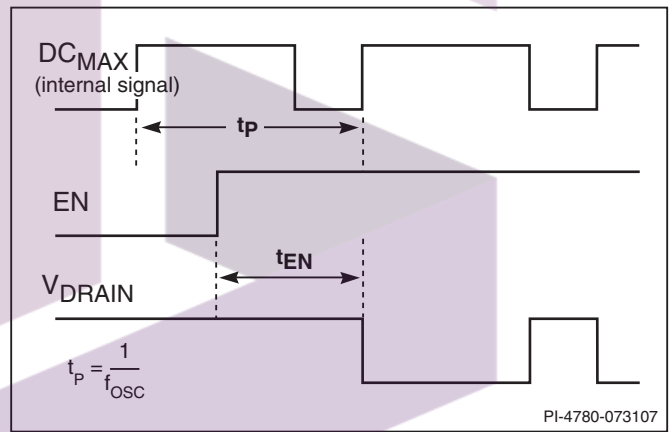 DCMAX
(internal signal)
tP
EN
tEN
VDRAIN
tP = 1/fOSC
PI-4780-073107